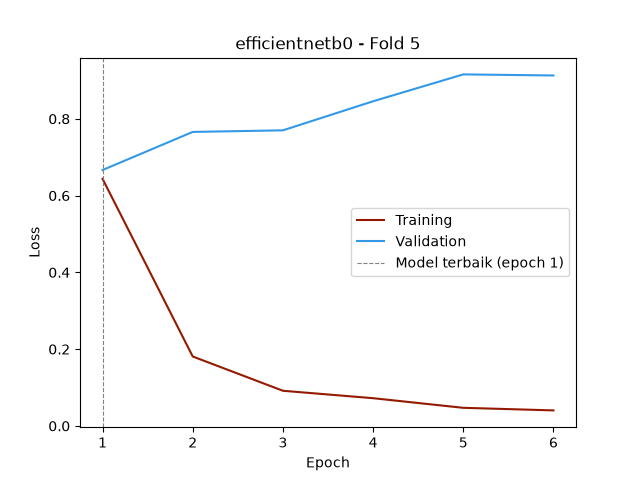 efficientnetb0 - Fold 5
Loss
0.8
0.6
0.4
0.2
0.0
Training
Validation
Model terbaik (epoch 1)
1 2 3 4 5 6
Epoch